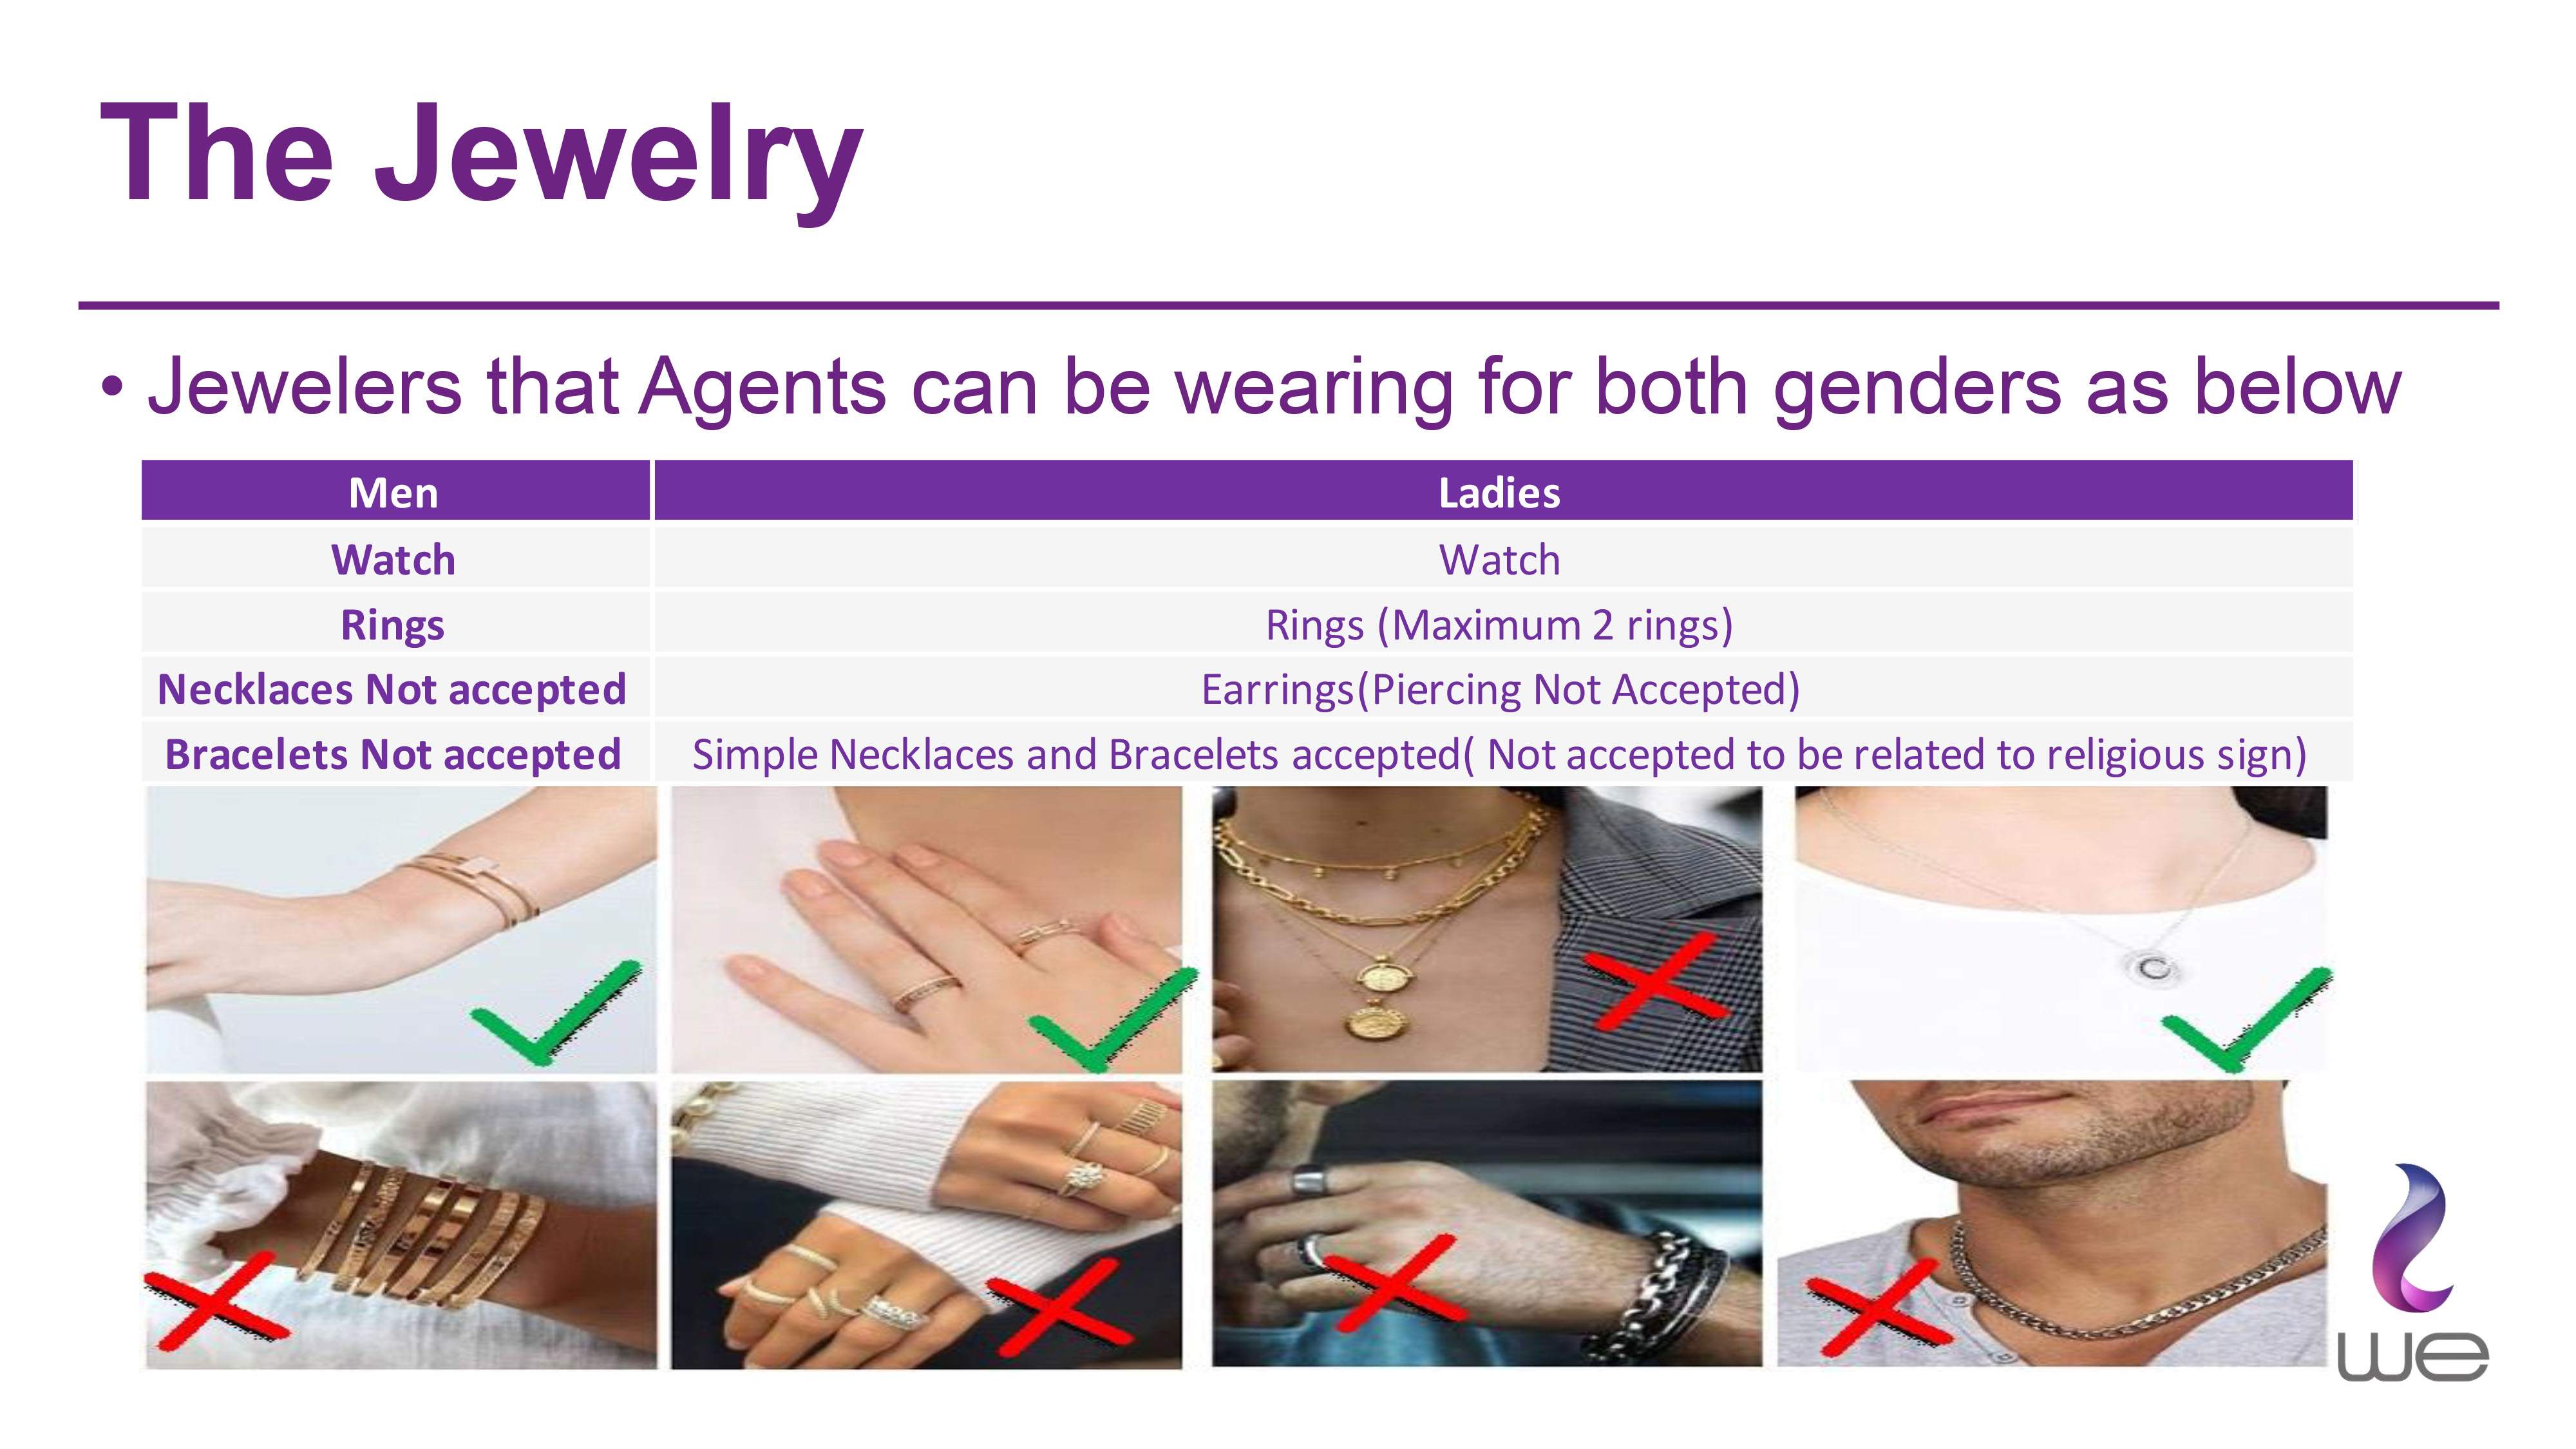 The Jewelry
• Jewelers that Agents can be wearing for both genders as below
Men Ladies
Watch Watch
Rings Rings (Maximum 2 rings)
Necklaces Not accepted Earrings(Piercing Not Accepted)
Bracelets Not accepted Simple Necklaces and Bracelets accepted( Not accepted to be related to religious sign)
C
we